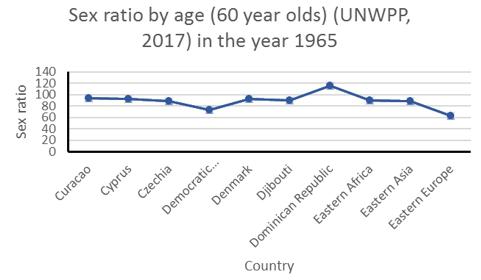 Sex ratio by age (60 year olds) (UNWPP,
2017) in the year 1965
140
120
100
80
60
40
20
0
Sex ratio
Curacao
Cyprus
Czechia
Democratic...
Denmark
Djibouti
Dominican Republic
Eastern Africa
Eastern Asia
Eastern Europe
Country